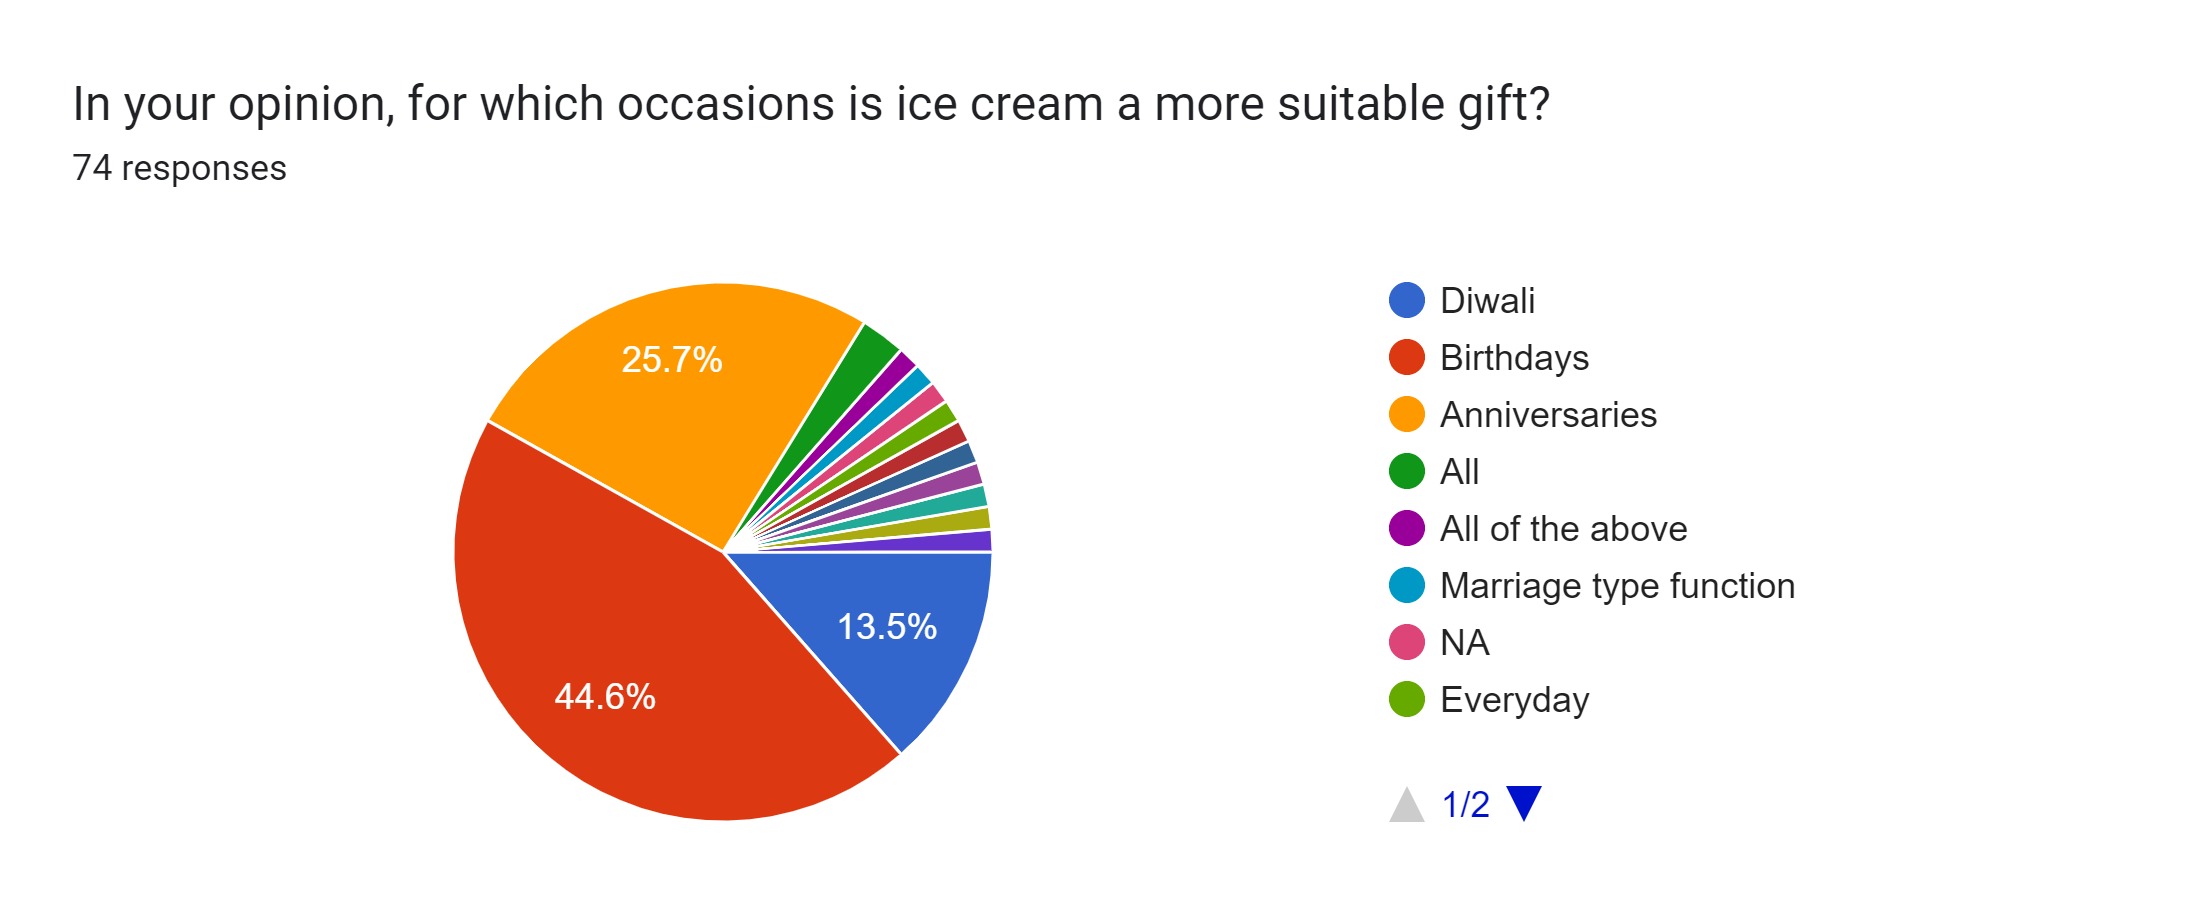 In your opinion, for which occasions is ice cream a more suitable gift?
74 responses
25.7%
13.5%
44.6%
Diwali
Birthdays
Anniversaries
All
All of the above
Marriage type function
NA
Everyday
1/2